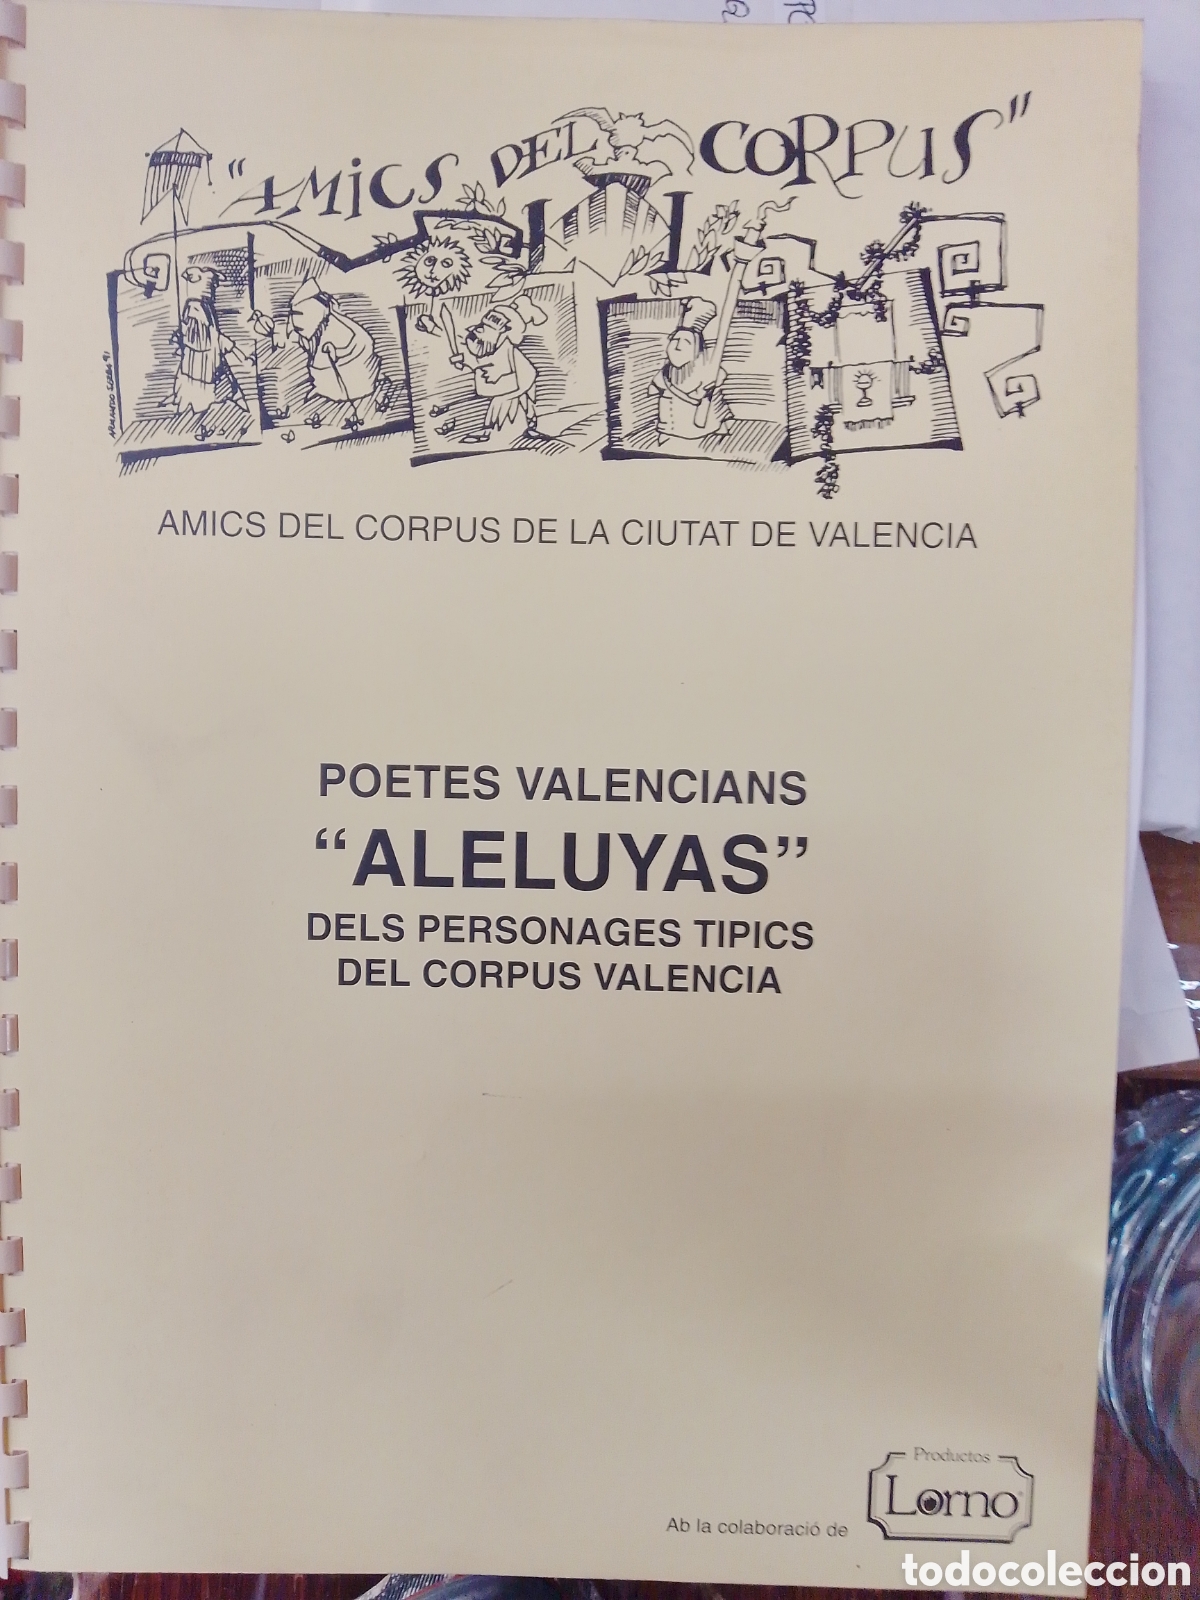 "AMICS DEL CORPUS"
AMICS DEL CORPUS DE LA CIUTAT DE VALENCIA
POETES VALENCIANS
“ALELUYAS”
DELS PERSONAGES TIPICS
DEL CORPUS VALENCIA
Productos
Lorno
Ab la colaboració de
todocoleccion